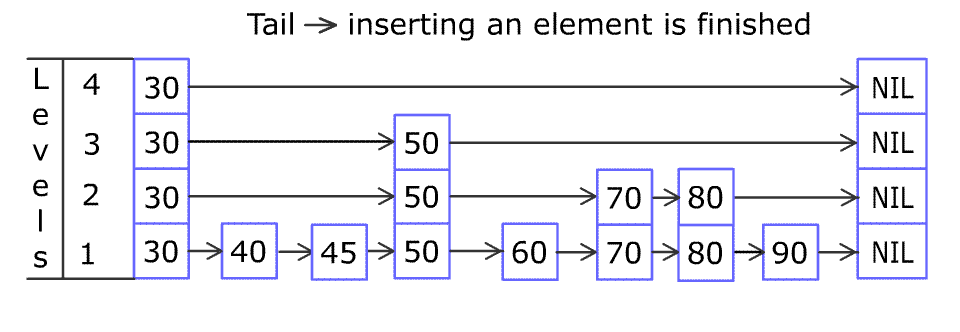 Tail → inserting an element is finished
Levels
4 30 NIL
3 30 50 NIL
2 30 50 70 80 NIL
1 30 40 45 50 60 70 80 90 NIL